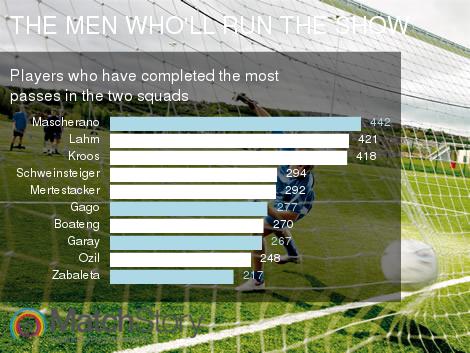 THE MEN WHO'LL RUN THE SHOW
Players who have completed the most
passes in the two squads
Mascherano 442
Lahm 421
Kroos 418
Schweinsteiger 294
Mertestacker 292
Gago 277
Boateng 270
Garay 267
Ozil 248
Zabaleta 217
MatchStory